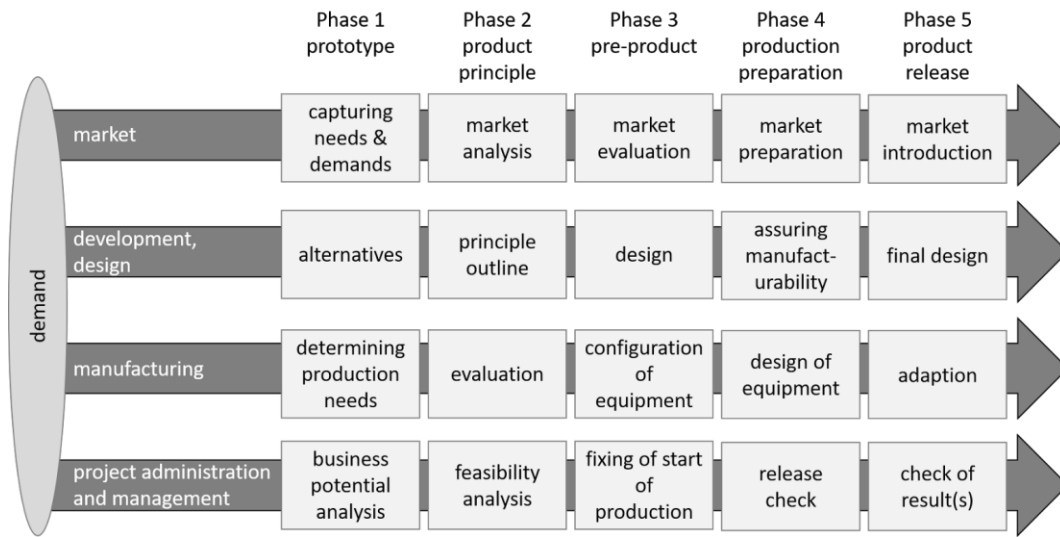 Phase 1
prototype
Phase 2
product
principle
Phase 3
pre-product
Phase 4
production
preparation
Phase 5
product
release
demand
market
capturing
needs &
demands
market
analysis
market
evaluation
market
preparation
market
introduction
development,
design
alternatives
principle
outline
design
assuring
manufact-
urability
final design
manufacturing
determining
production
needs
evaluation
configuration
of
equipment
design of
equipment
adaption
project administration
and management
business
potential
analysis
feasibility
analysis
fixing of start
of
production
release
check
check of
result(s)